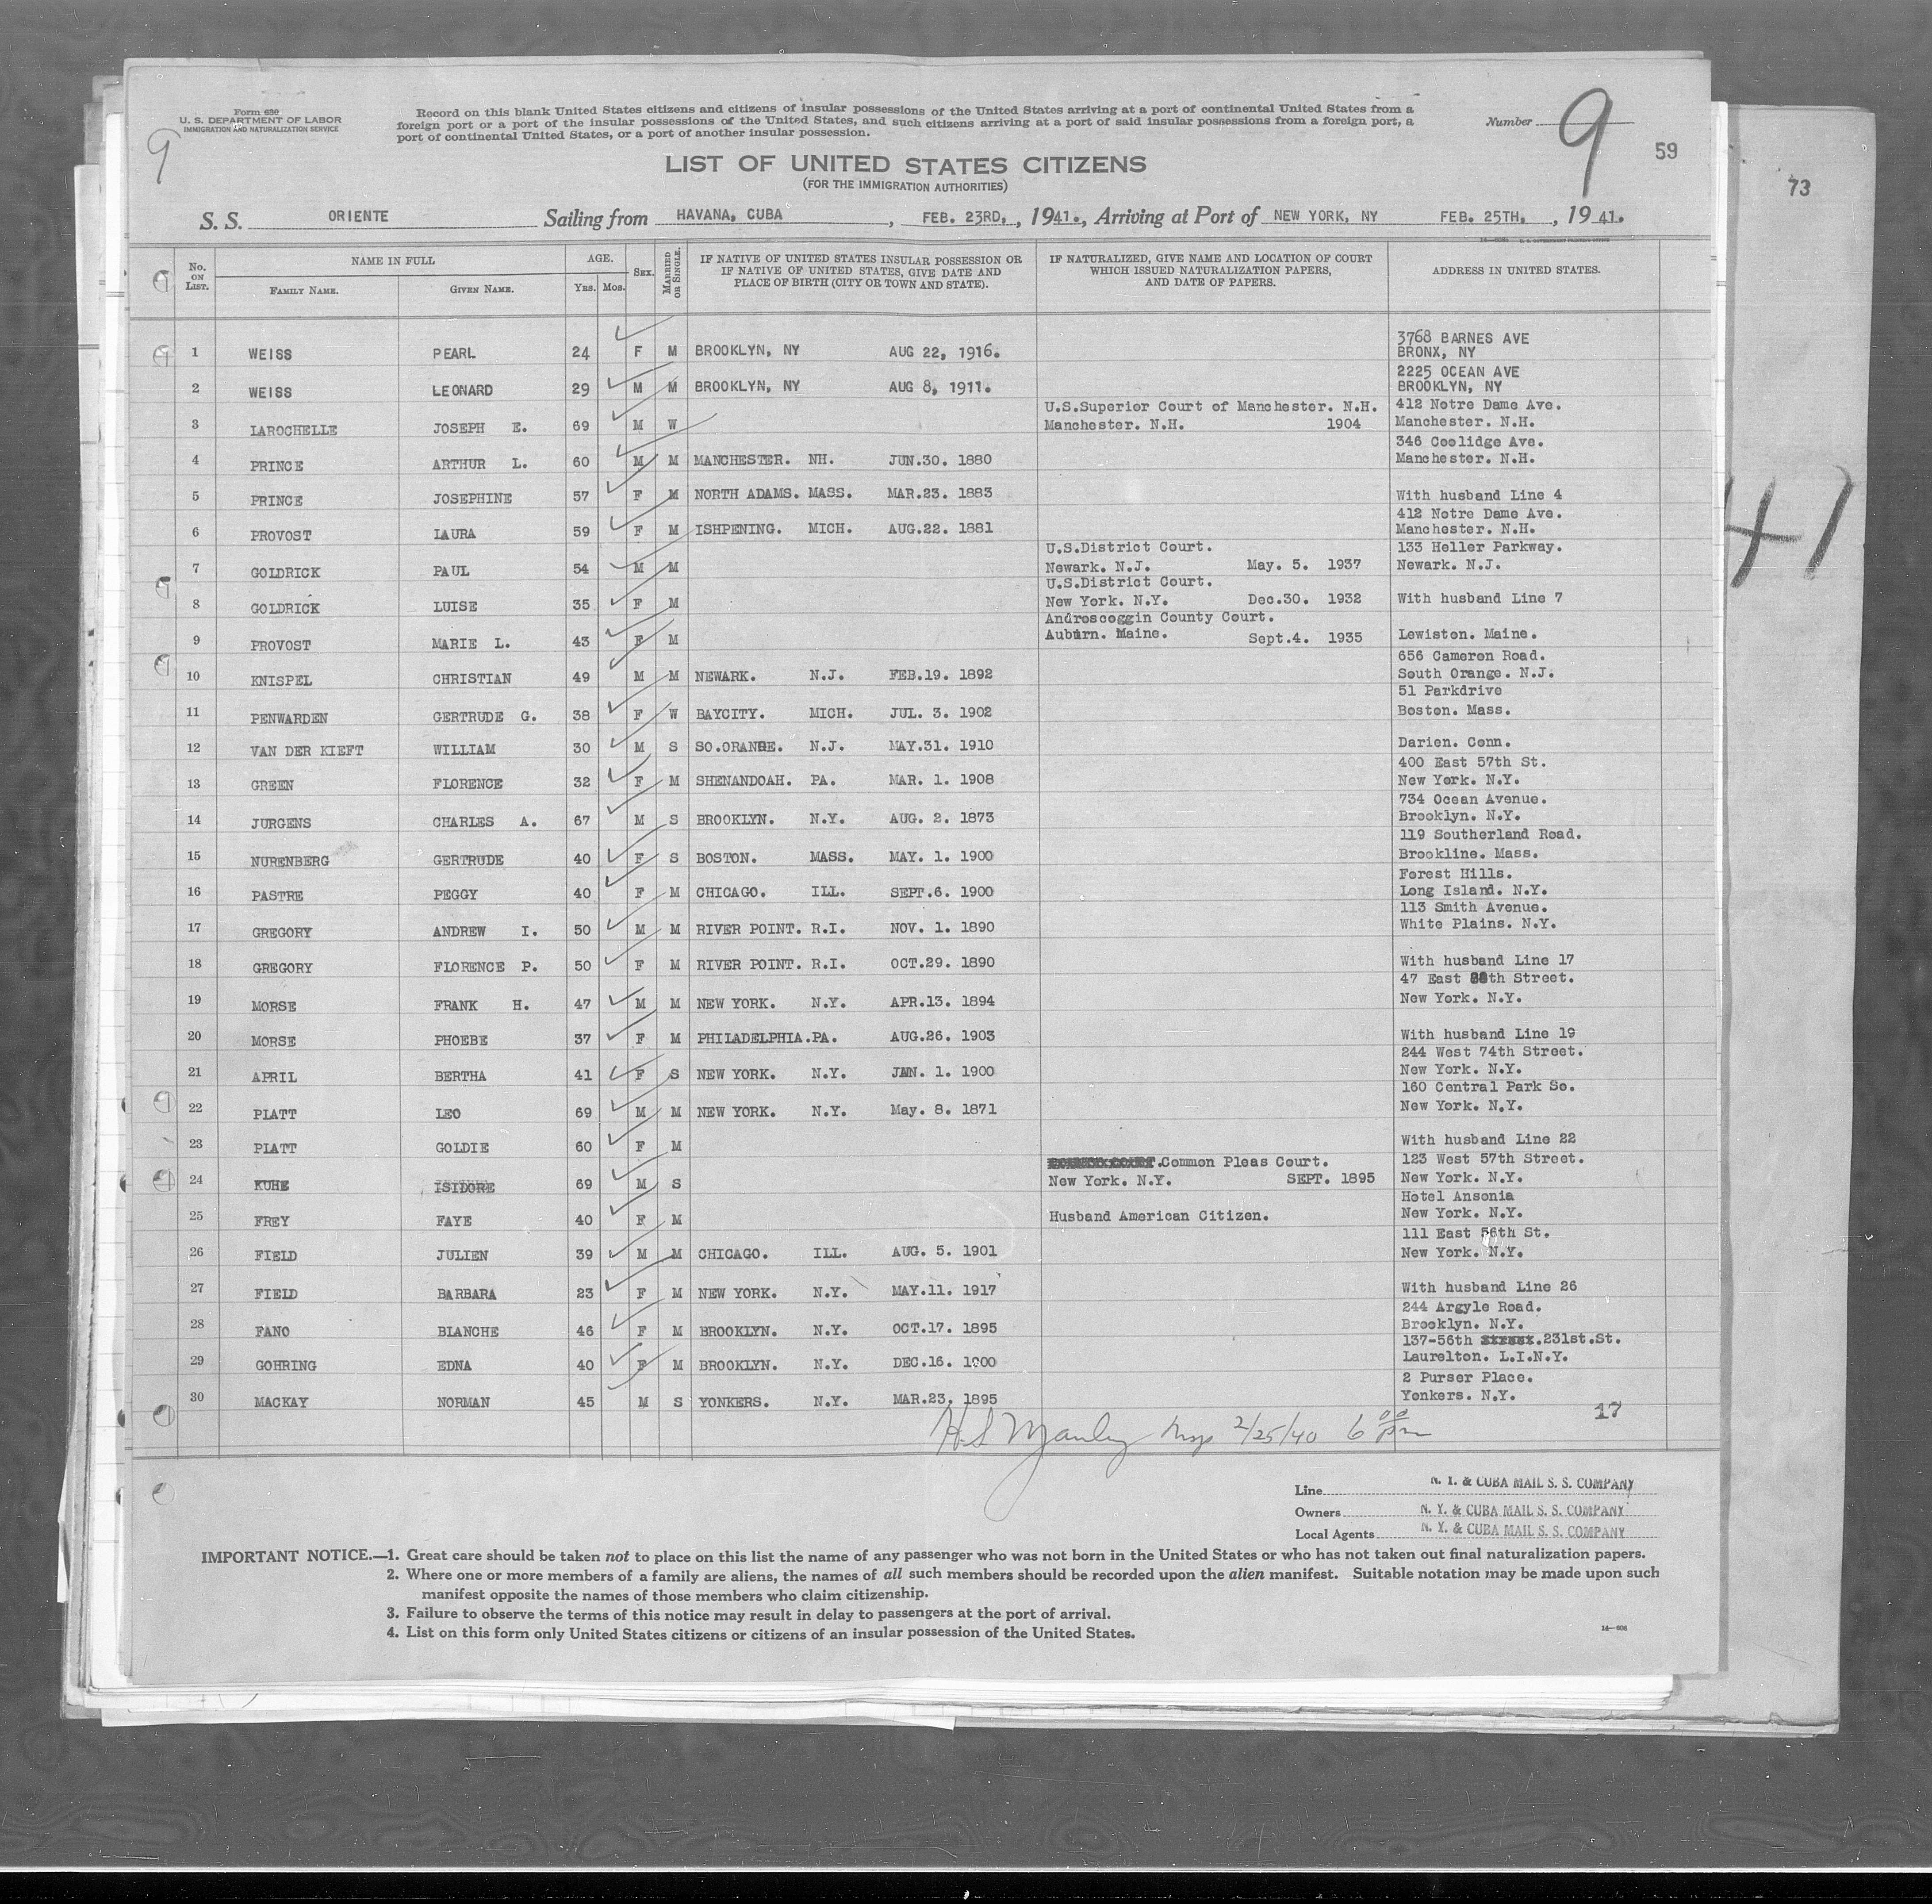 Form 630
U. S. DEPARTMENT OF LABOR
IMMIGRATION AND NATURALIZATION SERVICE
9
Record on this blank United States citizens and citizens of insular possessions of the United States arriving at a port of continental United States from a
foreign port or a port of the insular possessions of the United States, and such citizens arriving at a port of said insular possessions from a foreign port, a
port of continental United States, or a port of another insular possession.
Number 9
59
73
LIST OF UNITED STATES CITIZENS
(FOR THE IMMIGRATION AUTHORITIES)
S. S. ORIENTE Sailing from HAVANA, CUBA , FEB. 23RD, , 1941., Arriving at Port of NEW YORK, NY FEB. 25TH, , 19 41.
No. ON LIST. NAME IN FULL FAMILY NAME. GIVEN NAME. AGE. YRS. MOS. SEX. MARRIED OR SINGLE. IF NATIVE OF UNITED STATES INSULAR POSSESSION OR IF NATIVE OF UNITED STATES, GIVE DATE AND PLACE OF BIRTH (CITY OR TOWN AND STATE). IF NATURALIZED, GIVE NAME AND LOCATION OF COURT WHICH ISSUED NATURALIZATION PAPERS, AND DATE OF PAPERS. ADDRESS IN UNITED STATES.
3768 BARNES AVE
1 WEISS PEARL 24 F M BROOKLYN, NY AUG 22, 1916. BRONX, NY
2225 OCEAN AVE
2 WEISS LEONARD 29 M M BROOKLYN, NY AUG 8, 1911. BROOKLYN, NY
U.S.Superior Court of Manchester. N.H. 412 Notre Dame Ave.
3 LAROCHELLE JOSEPH E. 69 M W Manchester. N.H. 1904 Manchester. N.H.
346 Coolidge Ave.
4 PRINCE ARTHUR L. 60 M M MANCHESTER. NH. JUN.30. 1880 Manchester. N.H.
5 PRINCE JOSEPHINE 57 F M NORTH ADAMS. MASS. MAR.23. 1883 With husband Line 4
412 Notre Dame Ave.
6 PROVOST LAURA 59 F M ISHPENING. MICH. AUG.22. 1881 Manchester. N.H.
U.S.District Court. 133 Heller Parkway.
7 GOLDRICK PAUL 54 M M Newark. N.J. May. 5. 1937 Newark. N.J.
U.S.District Court.
8 GOLDRICK LUISE 35 F M New York. N.Y. Dec.30. 1932 With husband Line 7
Androscoggin County Court.
9 PROVOST MARIE L. 43 F M Auburn. Maine. Sept.4. 1935 Lewiston. Maine.
656 Cameron Road.
10 KNISPEL CHRISTIAN 49 M M NEWARK. N.J. FEB.19. 1892 South Orange. N.J.
51 Parkdrive
11 PENWARDEN GERTRUDE G. 38 F W BAYCITY. MICH. JUL. 3. 1902 Boston. Mass.
12 VAN DER KIEFT WILLIAM 30 M S SO.ORANGE. N.J. MAY.31. 1910 Darien. Conn.
400 East 57th St.
13 GREEN FLORENCE 32 F M SHENANDOAH. PA. MAR. 1. 1908 New York. N.Y.
734 Ocean Avenue.
14 JURGENS CHARLES A. 67 M S BROOKLYN. N.Y. AUG. 2. 1873 Brooklyn. N.Y.
119 Southerland Road.
15 NURENBERG GERTRUDE 40 F S BOSTON. MASS. MAY. 1. 1900 Brookline. Mass.
Forest Hills.
16 PASTRE PEGGY 40 F M CHICAGO. ILL. SEPT.6. 1900 Long Island. N.Y.
113 Smith Avenue.
17 GREGORY ANDREW I. 50 M M RIVER POINT. R.I. NOV. 1. 1890 White Plains. N.Y.
18 GREGORY FLORENCE P. 50 F M RIVER POINT. R.I. OCT.29. 1890 With husband Line 17
47 East Street.
19 MORSE FRANK H. 47 M M NEW YORK. N.Y. APR.13. 1894 New York. N.Y.
20 MORSE PHOEBE 37 F M PHILADELPHIA.PA. AUG.26. 1903 With husband Line 19
244 West 74th Street.
21 APRIL BERTHA 41 F S NEW YORK. N.Y. JAN. 1. 1900 New York. N.Y.
160 Central Park So.
22 PLATT LEO 69 M M NEW YORK. N.Y. May. 8. 1871 New York. N.Y.
23 PLATT GOLDIE 60 F M With husband Line 22
Common Pleas Court. 123 West 57th Street.
24 KUHE ISIDORE 69 M S New York. N.Y. SEPT. 1895 New York. N.Y.
Hotel Ansonia
25 FREY FAYE 40 F M Husband American Citizen. New York. N.Y.
111 East 56th St.
26 FIELD JULIEN 39 M M CHICAGO. ILL. AUG. 5. 1901 New York. N.Y.
27 FIELD BARBARA 23 F M NEW YORK. N.Y. MAY.11. 1917 With husband Line 26
244 Argyle Road.
28 FANO BLANCHE 46 F M BROOKLYN. N.Y. OCT.17. 1895 Brooklyn. N.Y.
137-56th 231st.St.
29 GOHRING EDNA 40 F M BROOKLYN. N.Y. DEC.16. 1900 Laurelton. L.I.N.Y.
2 Purser Place.
30 MACKAY NORMAN 45 M S YONKERS. N.Y. MAR.23. 1895 Yonkers. N.Y.
17
H S Manley Insp 2/25/40 6 00 pm
Line N. Y. & CUBA MAIL S. S. COMPANY
Owners N. Y. & CUBA MAIL S. S. COMPANY
Local Agents N. Y. & CUBA MAIL S. S. COMPANY
IMPORTANT NOTICE.—1. Great care should be taken not to place on this list the name of any passenger who was not born in the United States or who has not taken out final naturalization papers.
2. Where one or more members of a family are aliens, the names of all such members should be recorded upon the alien manifest. Suitable notation may be made upon such
manifest opposite the names of those members who claim citizenship.
3. Failure to observe the terms of this notice may result in delay to passengers at the port of arrival.
4. List on this form only United States citizens or citizens of an insular possession of the United States.
41